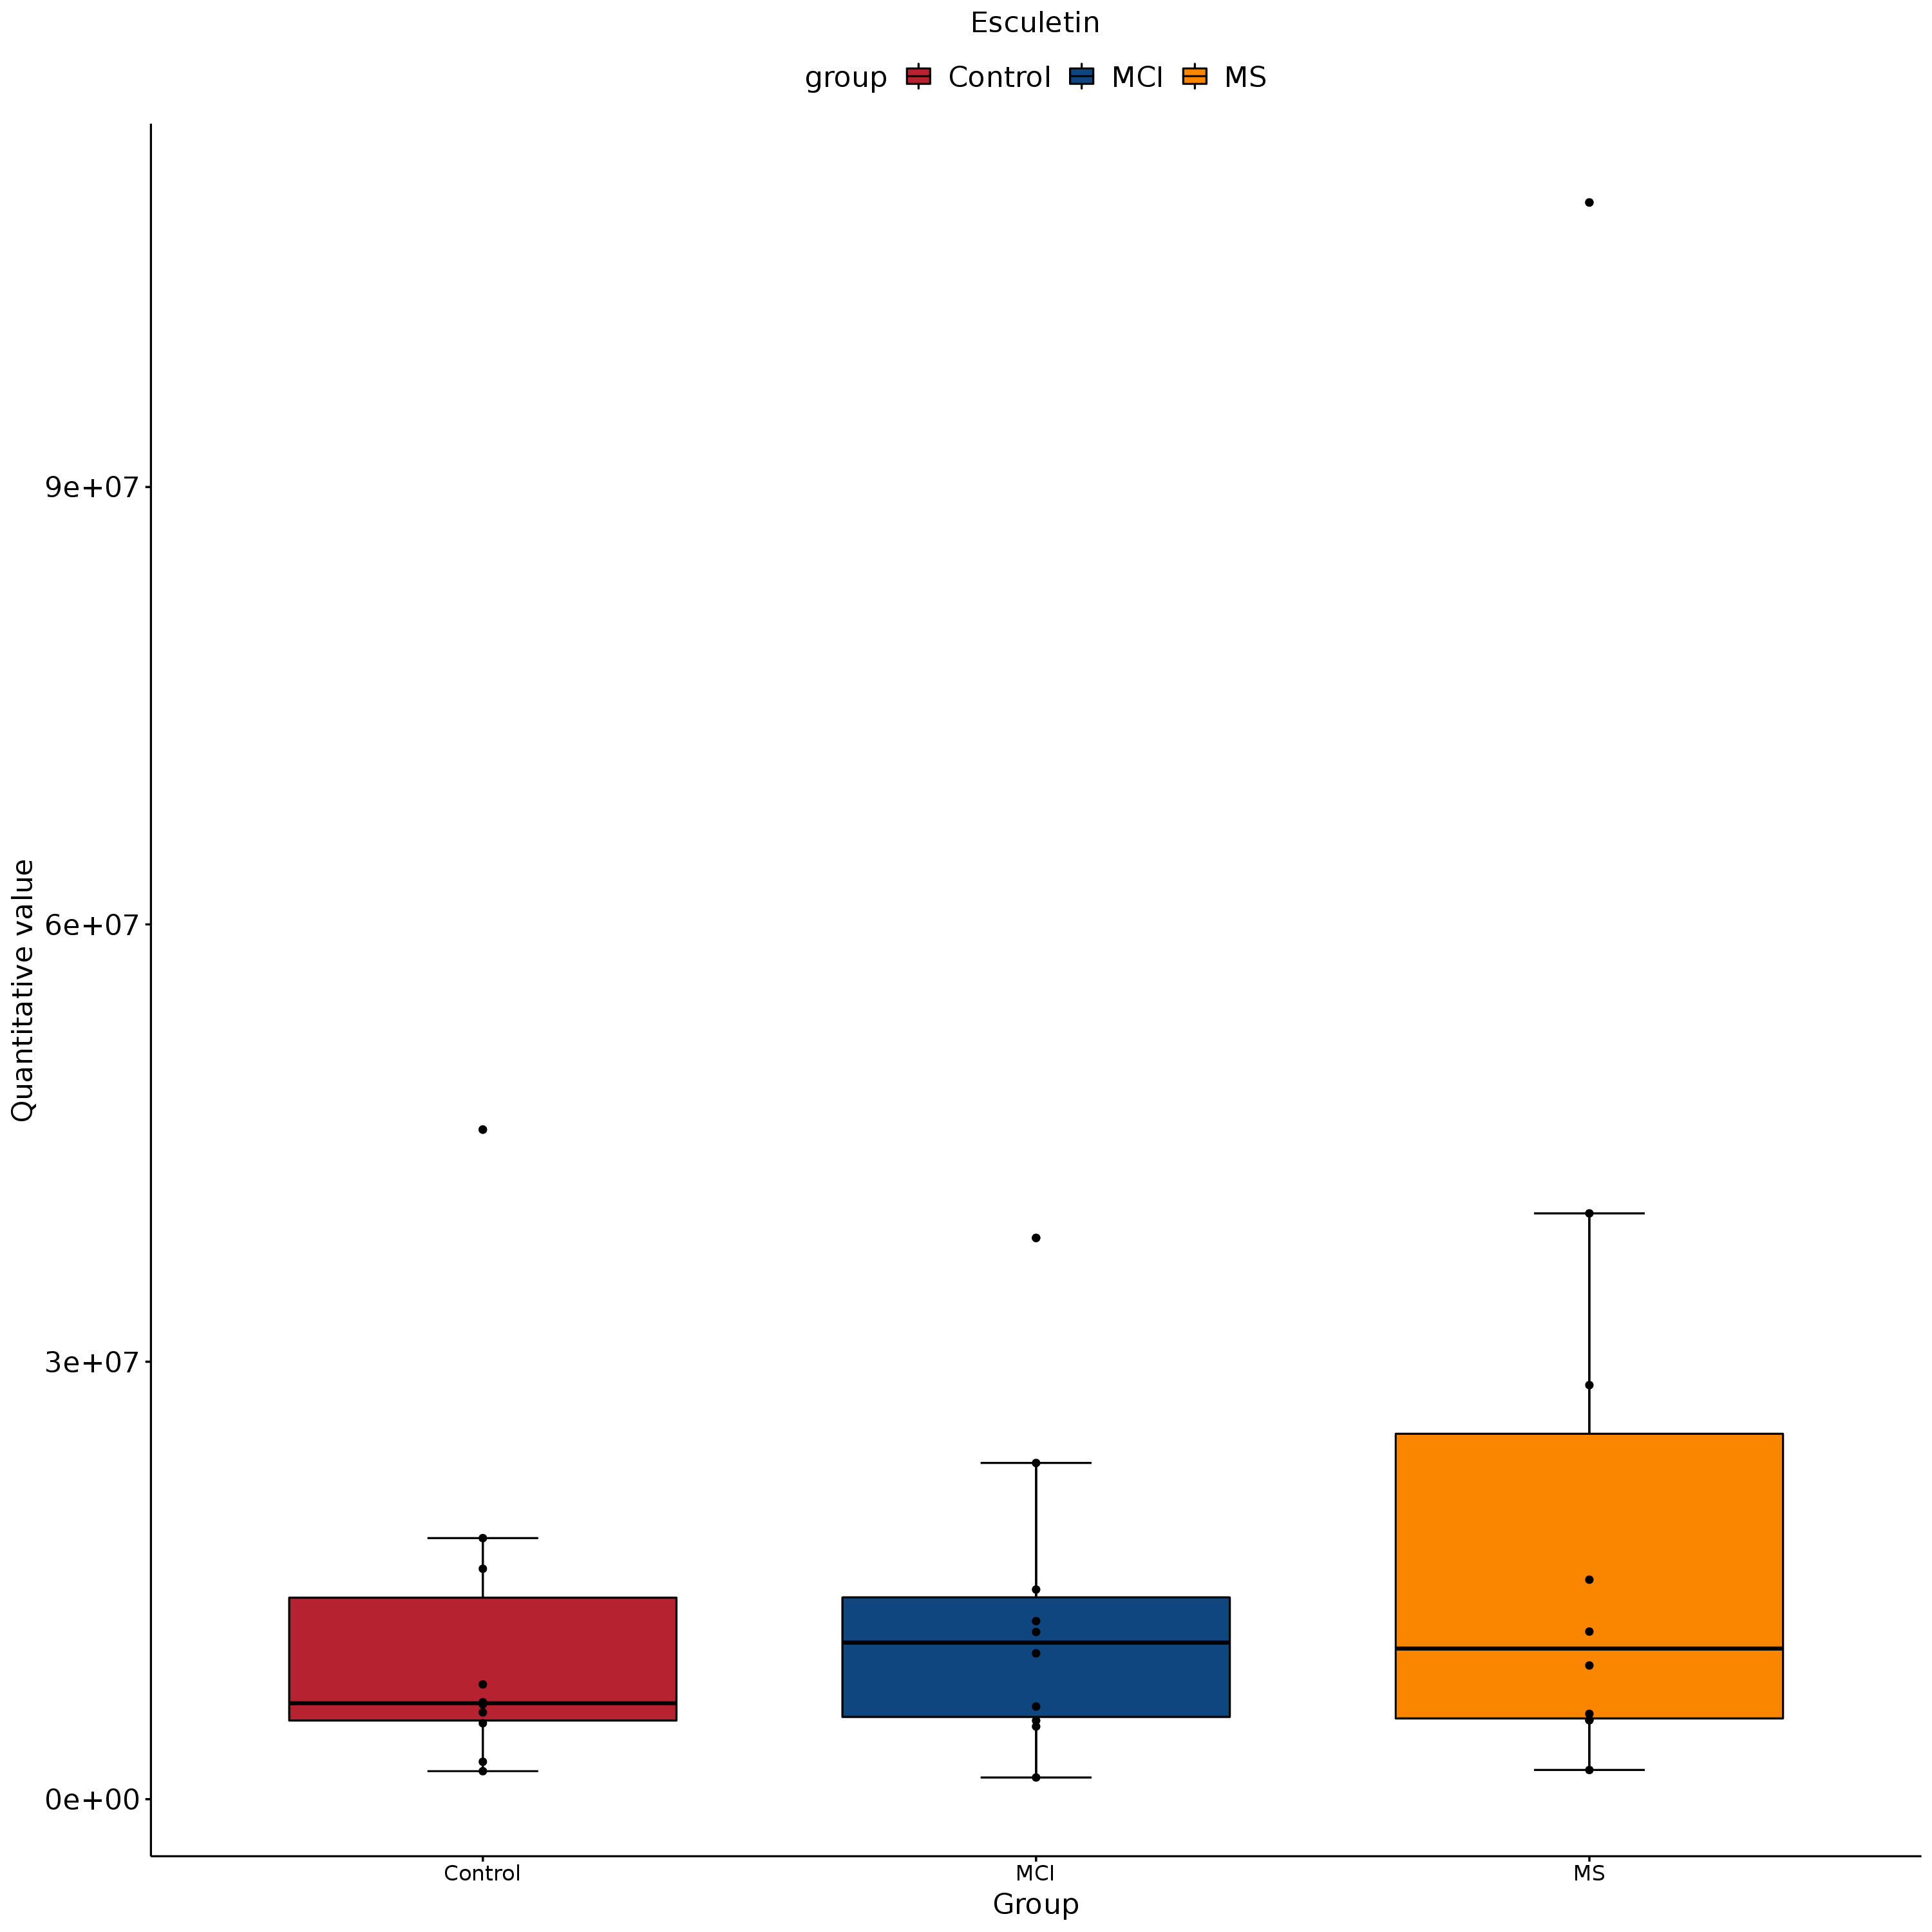 Esculetin
group Control MCI MS
Quantitative value
9e+07
6e+07
3e+07
0e+00
Control MCI MS
Group